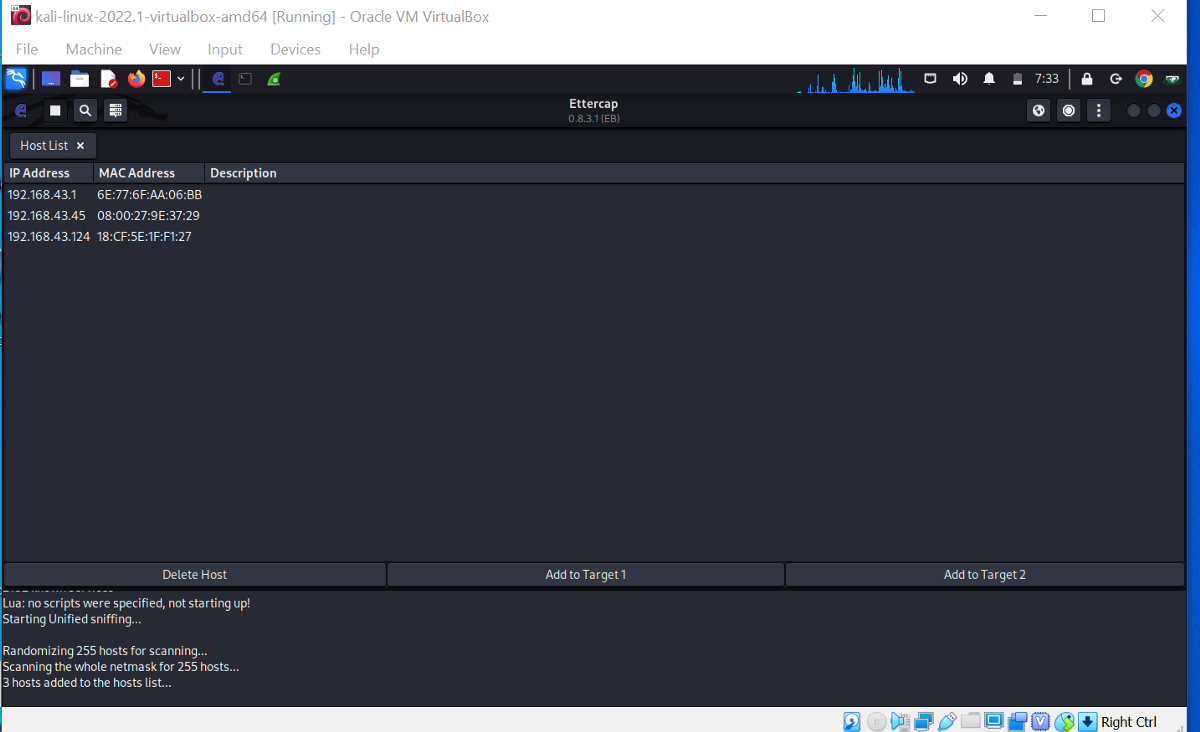 kali-linux-2022.1-virtualbox-amd64 [Running] - Oracle VM VirtualBox
File Machine View Input Devices Help
7:33
Ettercap
0.8.3.1 (EB)
Host List
IP Address MAC Address Description
192.168.43.1 6E:77:6F:AA:06:BB
192.168.43.45 08:00:27:9E:37:29
192.168.43.124 18:CF:5E:1F:F1:27
Delete Host Add to Target 1 Add to Target 2
Lua: no scripts were specified, not starting up!
Starting Unified sniffing...
Randomizing 255 hosts for scanning...
Scanning the whole netmask for 255 hosts...
3 hosts added to the hosts list...
Right Ctrl